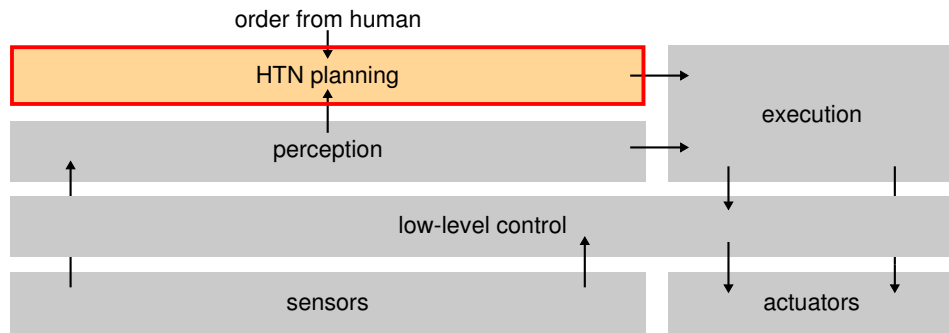 order from human
HTN planning
execution
perception
low-level control
sensors
actuators